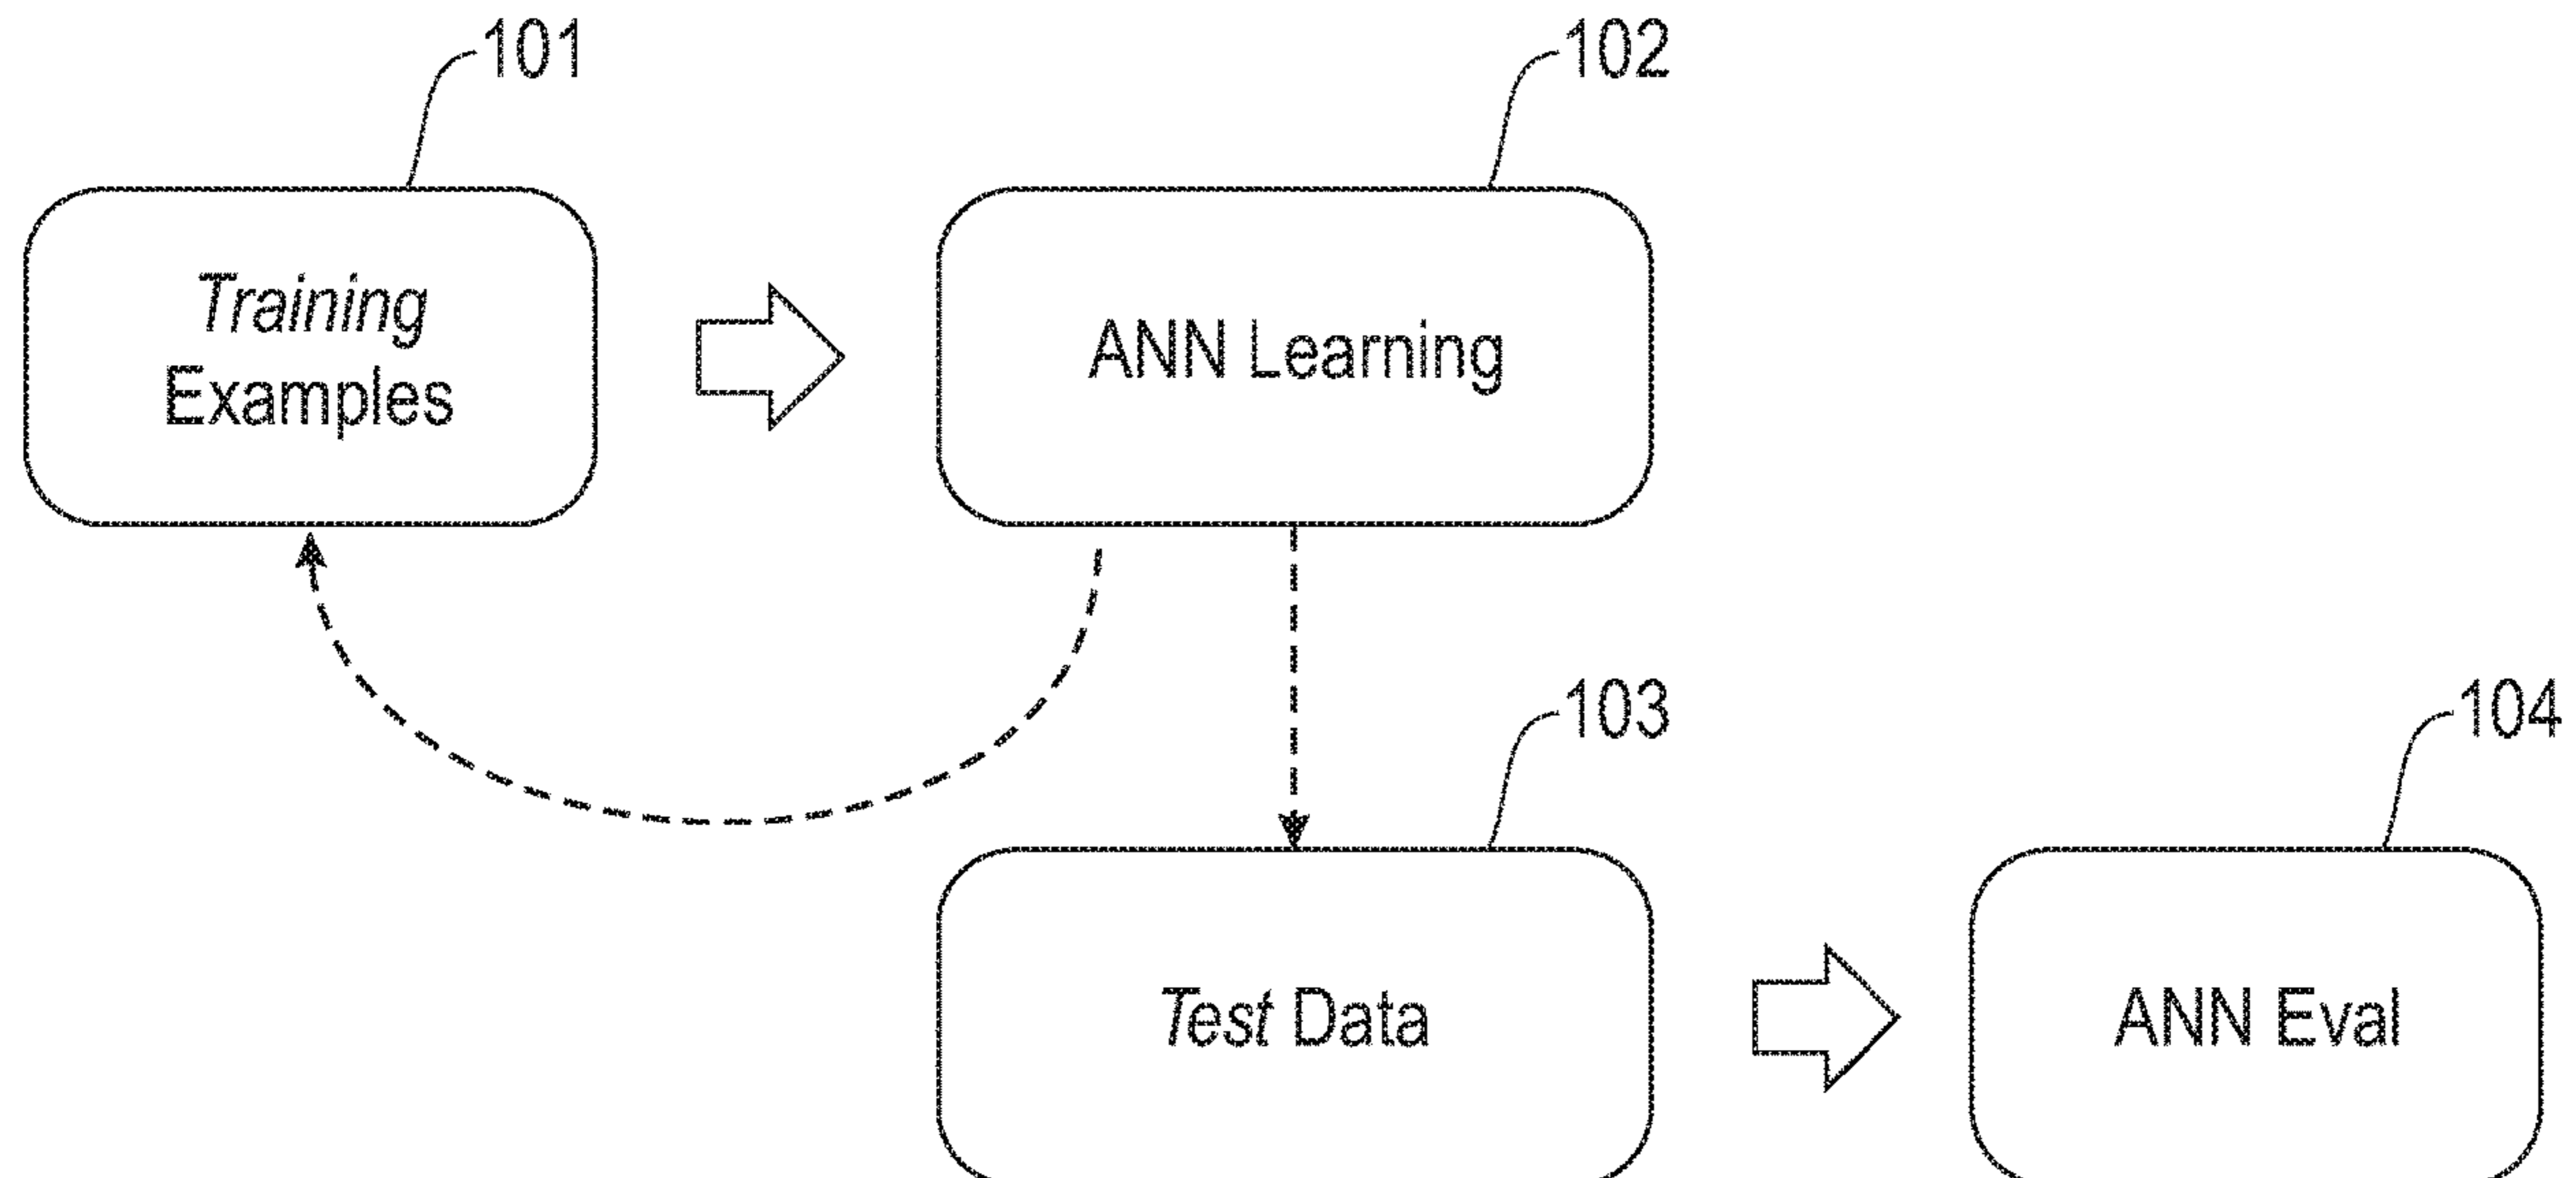 101
102
Training
Examples
ANN Learning
103
104
Test Data
ANN Eval